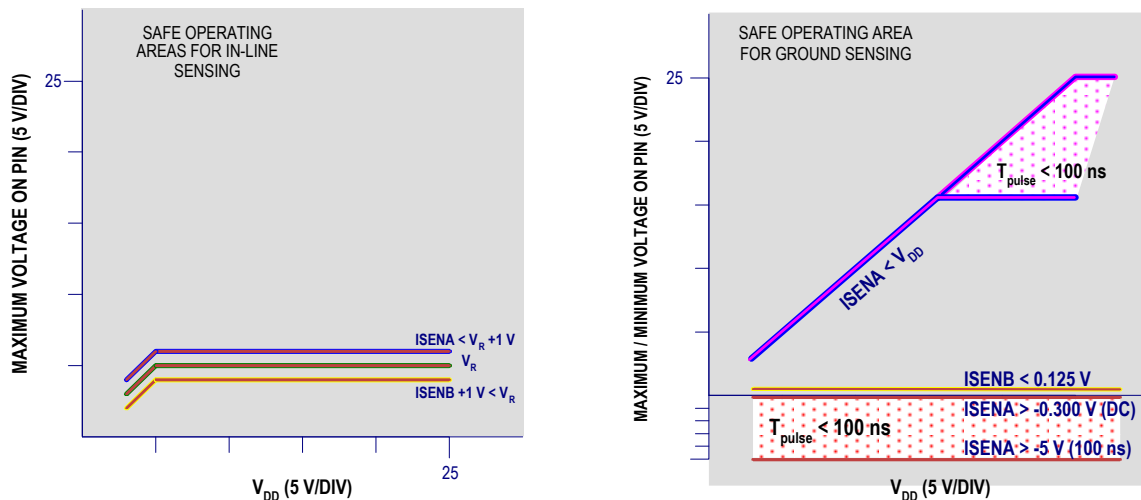 SAFE OPERATING
AREAS FOR IN-LINE
SENSING
25
MAXIMUM VOLTAGE ON PIN (5 V/DIV)
ISENA < VR +1 V
VR
ISENB +1 V < VR
25
VDD (5 V/DIV)
SAFE OPERATING AREA
FOR GROUND SENSING
25
MAXIMUM / MINIMUM VOLTAGE ON PIN (5 V/DIV)
Tpulse < 100 ns
ISENA < VDD
ISENB < 0.125 V
ISENA > -0.300 V (DC)
Tpulse < 100 ns
ISENA > -5 V (100 ns)
VDD (5 V/DIV)